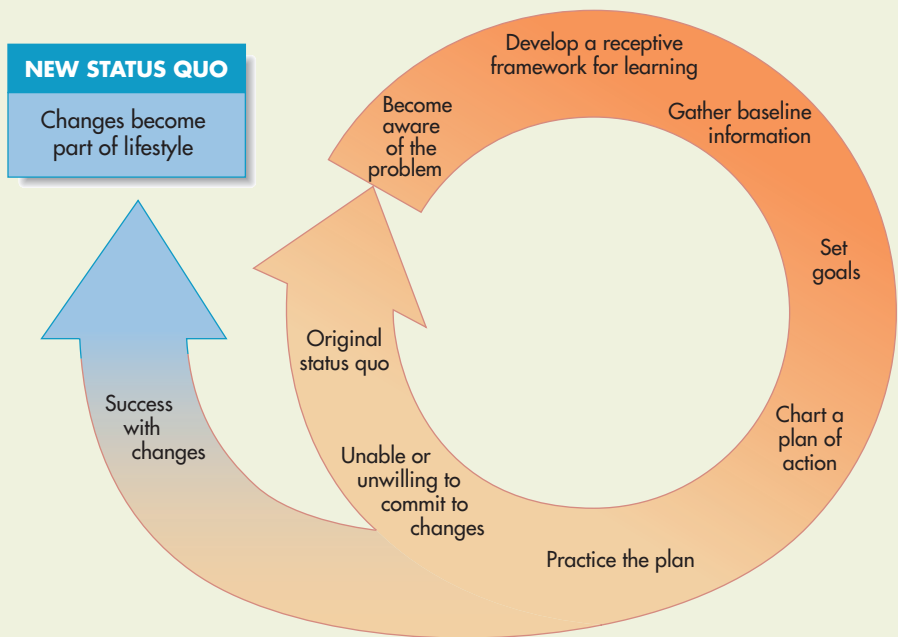 NEW STATUS QUO
Changes become
part of lifestyle
Become
aware
of the
problem
Develop a receptive
framework for learning
Gather baseline
information
Set
goals
Chart a
plan of
action
Practice the plan
Unable or
unwilling to
commit to
changes
Original
status quo
Success
with
changes